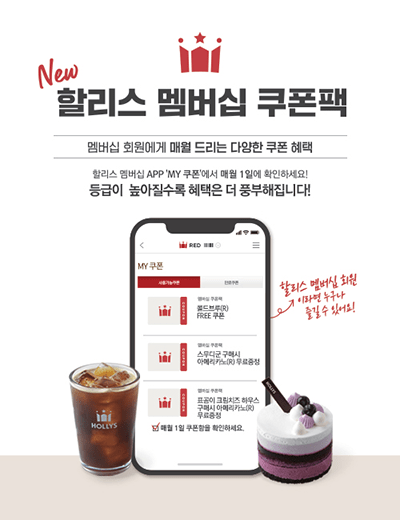 New
할리스 멤버십 쿠폰팩
멤버십 회원에게 매월 드리는 다양한 쿠폰 혜택
할리스 멤버십 APP 'MY 쿠폰'에서 매월 1일에 확인하세요!
등급이 높아질수록 혜택은 더 풍부해집니다!
RED
MY 쿠폰
사용가능쿠폰
멤버십 쿠폰
콜드브루(R)
FREE 쿠폰
멤버십 쿠폰
스무디군 구매시
아메리카노(R) 무료증정
멤버십 쿠폰
프로마이 크림치즈 하우스
구매시 아메리카노(R)
무료증정
매월 1일 쿠폰함을 확인하세요.
할리스 멤버십 회원
이라면 누구나
즐길 수 있어요!
HOLLYS
HOLLYS